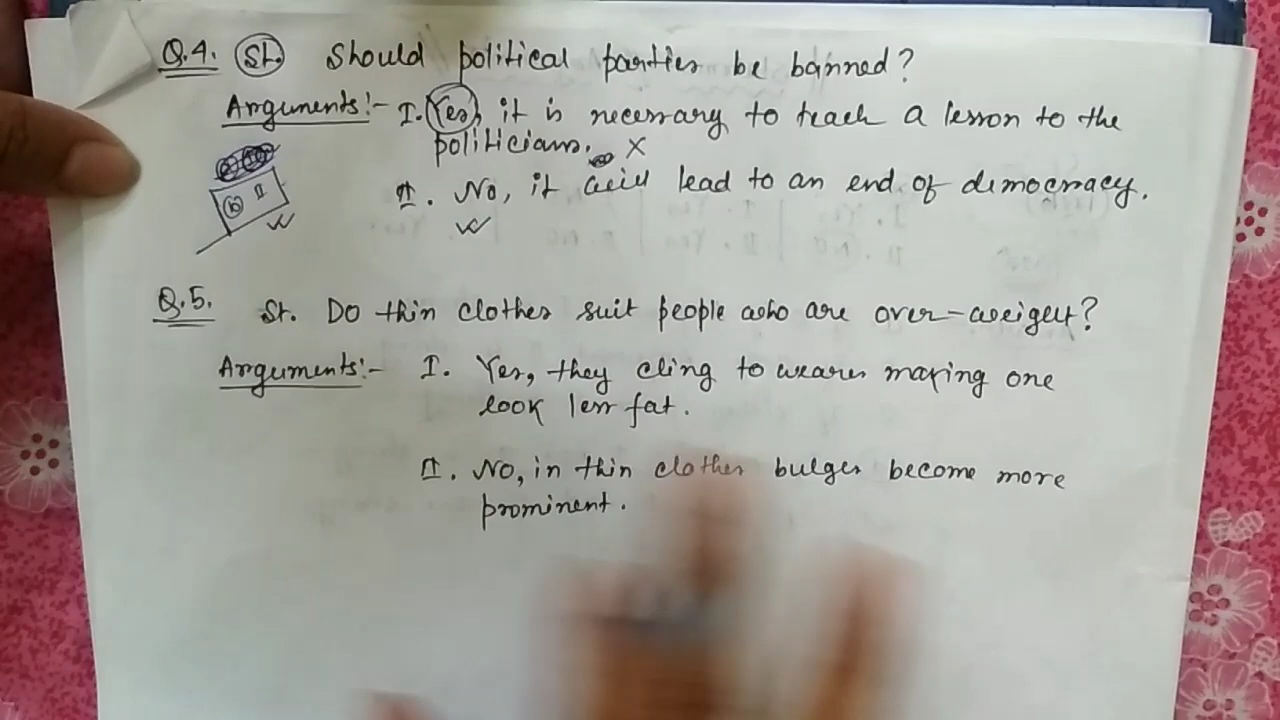 Q.4. St. Should political parties be banned?
Arguments:- I. Yes, it is necessary to teach a lesson to the
politicians. X
II. No, it will lead to an end of democracy.
(b) II
Q.5. St. Do thin clothes suit people who are over-weight?
Arguments:- I. Yes, they cling to wearer making one
look less fat.
II. No, in thin clothes bulges become more
prominent.